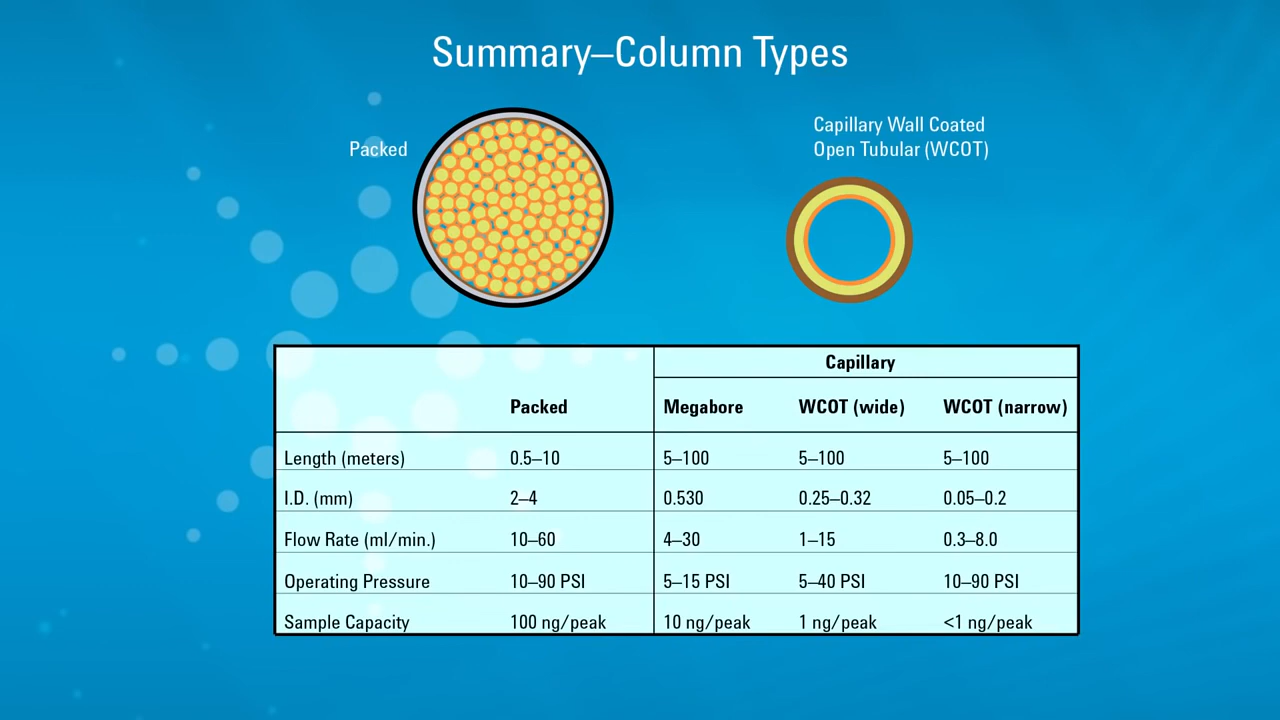 Summary–Column Types
Packed
Capillary Wall Coated
Open Tubular (WCOT)
Capillary
Packed Megabore WCOT (wide) WCOT (narrow)
Length (meters) 0.5–10 5–100 5–100 5–100
I.D. (mm) 2–4 0.530 0.25–0.32 0.05–0.2
Flow Rate (ml/min.) 10–60 4–30 1–15 0.3–8.0
Operating Pressure 10–90 PSI 5–15 PSI 5–40 PSI 10–90 PSI
Sample Capacity 100 ng/peak 10 ng/peak 1 ng/peak <1 ng/peak